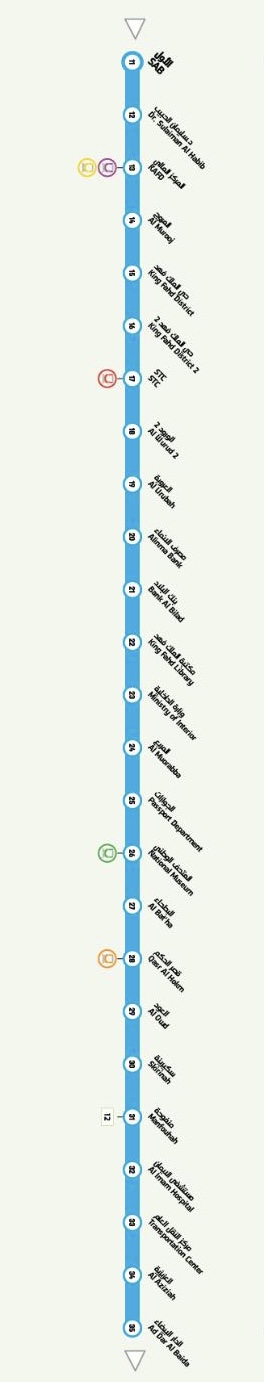 11
الأول
SAB
12
د.سليمان الحبيب
Dr. Sulaiman Al Habib
13
المركز المالي
KAFD
14
المروج
Al Murooj
15
حي الملك فهد
King Fahd District
16
حي الملك فهد 2
King Fahd District 2
17
STC
STC
18
الورود 2
Al Wurud 2
19
العروبة
Al Urubah
20
مصرف الإنماء
Alinma Bank
21
بنك البلاد
Bank Al Bilad
22
مكتبة الملك فهد
King Fahd Library
23
وزارة الداخلية
Ministry of Interior
24
المربع
Al Muorabba
25
الجوازات
Passport Department
26
المتحف الوطني
National Museum
27
البطحاء
Al Bat'ha
28
قصر الحكم
Qasr Al Hokm
29
العود
Al Oud
30
سكيرينة
Skirinah
31
منفوحة
Manfouhah
12
32
مستشفى الإيمان
Al Iman Hospital
33
مركز النقل العام
Transportation Center
34
العزيزية
Al Aziziah
35
الدار البيضاء
Ad Dar Al Baida